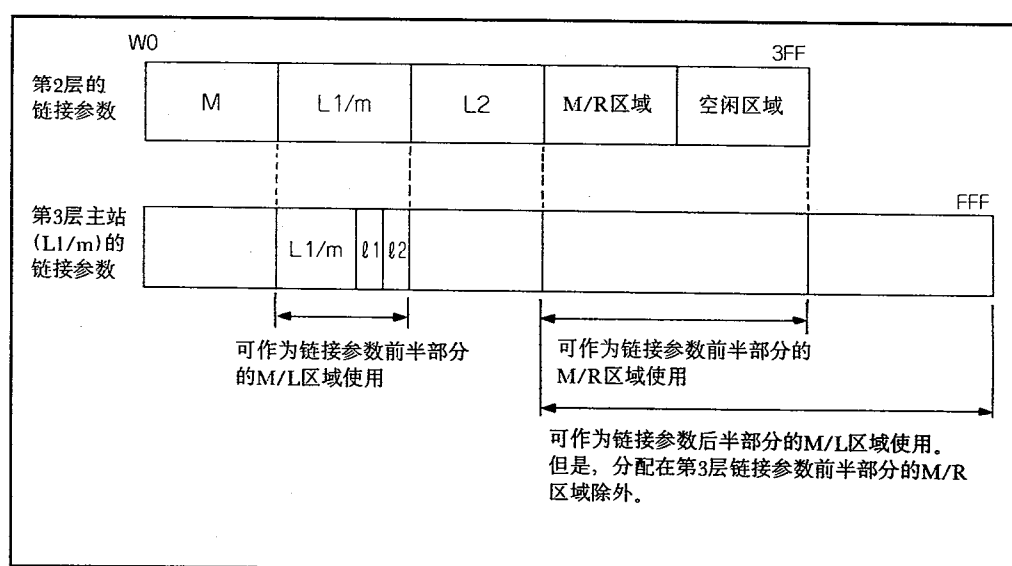 W0
3FF
第2层的
链接参数
M
L1/m
L2
M/R区域
空闲区域
FFF
第3层主站
(L1/m)的
链接参数
L1/m
ℓ1
ℓ2
可作为链接参数前半部分
的M/L区域使用
可作为链接参数前半部分的
M/R区域使用
可作为链接参数后半部分的M/L区域使用。
但是，分配在第3层链接参数前半部分的M/R
区域除外。